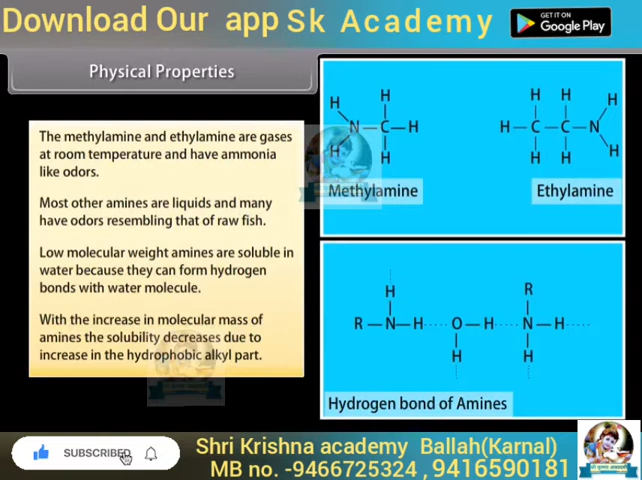 Download Our app Sk Academy
GET IT ON
Google Play
Physical Properties
The methylamine and ethylamine are gases
at room temperature and have ammonia
like odors.
Most other amines are liquids and many
have odors resembling that of raw fish.
Low molecular weight amines are soluble in
water because they can form hydrogen
bonds with water molecule.
With the increase in molecular mass of
amines the solubility decreases due to
increase in the hydrophobic alkyl part.
H H
N—C—H
H H
Methylamine
H H H
H—C—C—N
H H H
Ethylamine
H R
R—N—H·····O—H·····N—H·····
H H
Hydrogen bond of Amines
SUBSCRIBED
Shri Krishna academy Ballah(Karnal)
MB no. -9466725324 , 9416590181